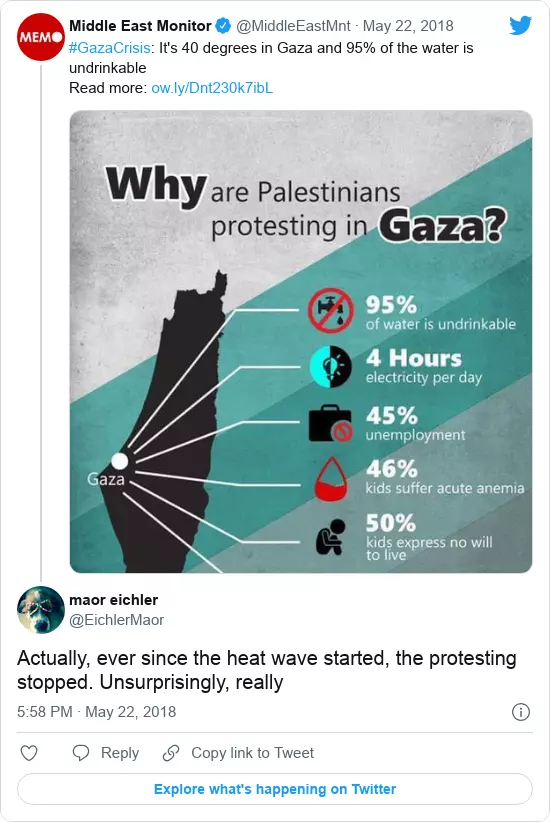 MEMO
Middle East Monitor @MiddleEastMnt · May 22, 2018
#GazaCrisis: It's 40 degrees in Gaza and 95% of the water is
undrinkable
Read more: ow.ly/Dnt230k7ibL
Why are Palestinians
protesting in Gaza?
95%
of water is undrinkable
4 Hours
electricity per day
45%
unemployment
Gaza
46%
kids suffer acute anemia
50%
kids express no will
to live
maor eichler
@EichlerMaor
Actually, ever since the heat wave started, the protesting
stopped. Unsurprisingly, really
5:58 PM · May 22, 2018
Reply
Copy link to Tweet
Explore what's happening on Twitter